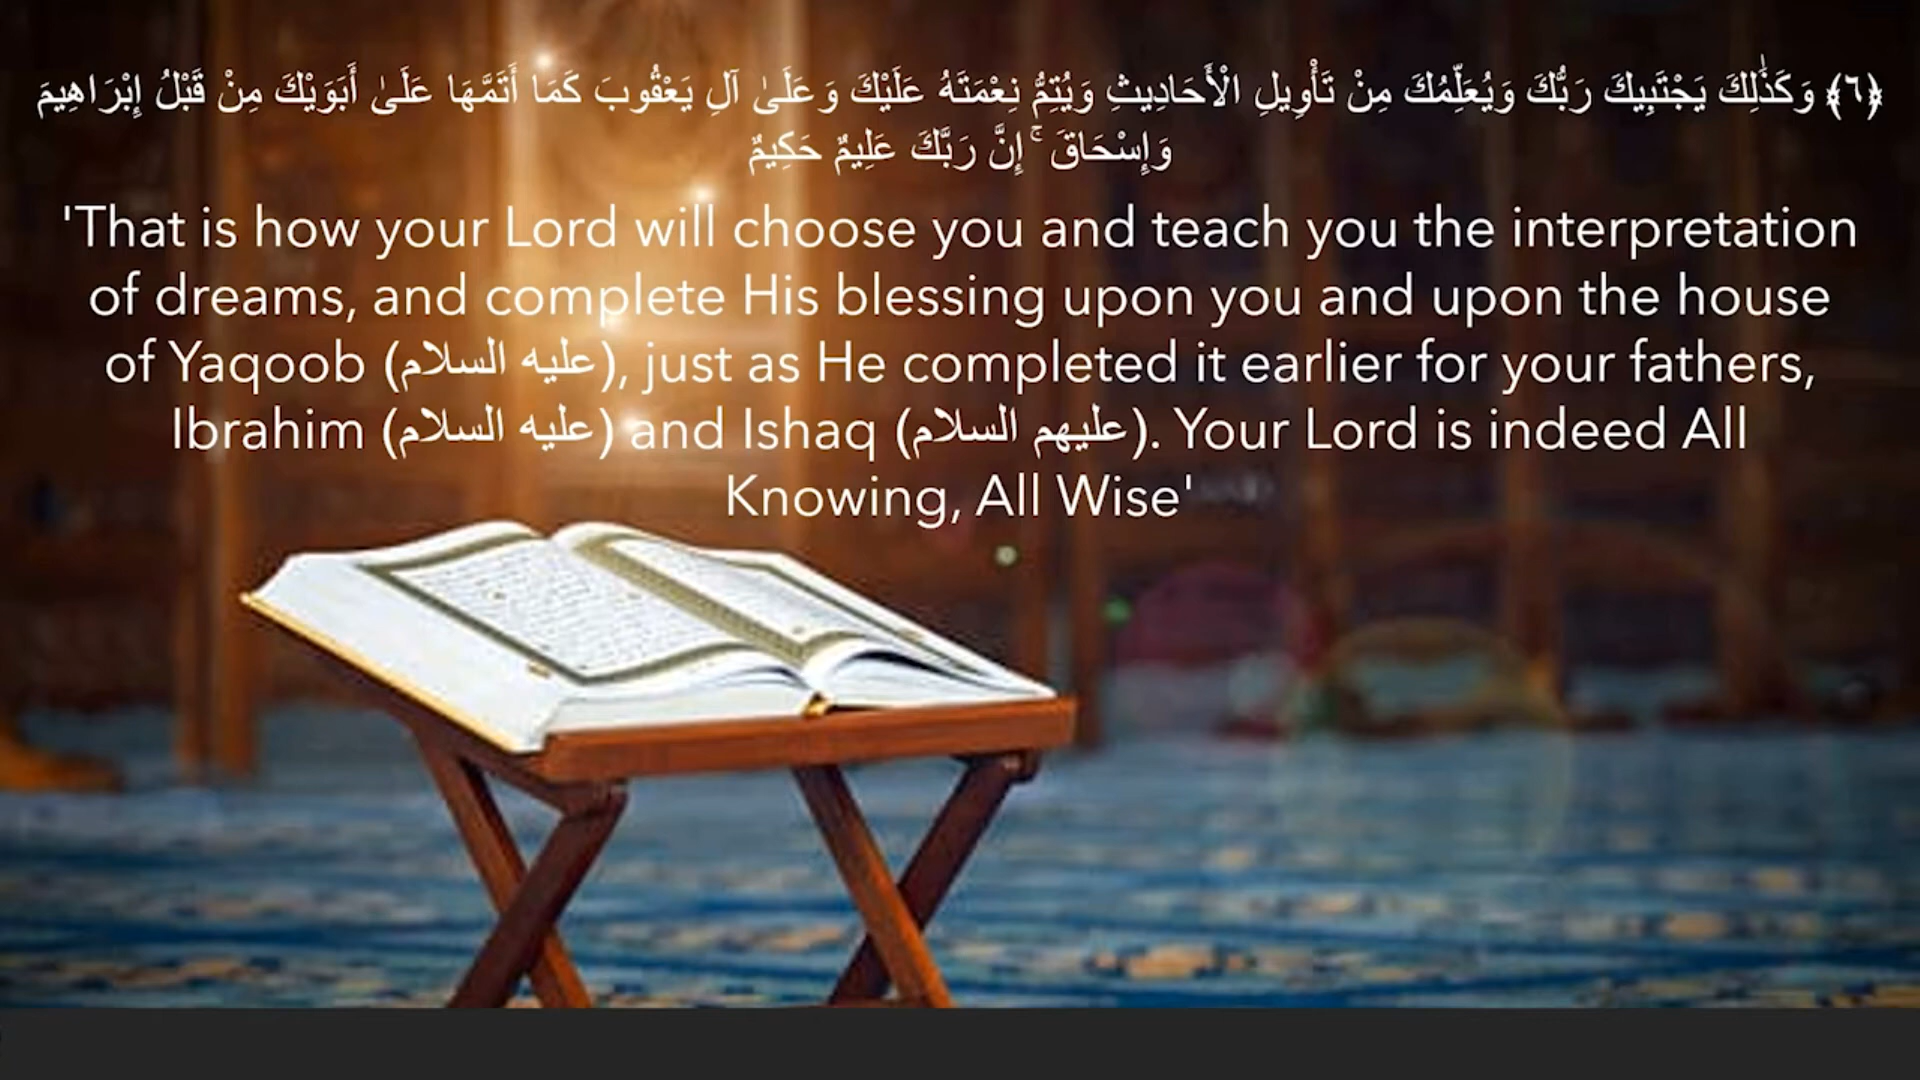 ﴿٦﴾ وَكَذَٰلِكَ يَجْتَبِيكَ رَبُّكَ وَيُعَلِّمُكَ مِنْ تَأْوِيلِ الْأَحَادِيثِ وَيُتِمُّ نِعْمَتَهُ عَلَيْكَ وَعَلَىٰ آلِ يَعْقُوبَ كَمَا أَتَمَّهَا عَلَىٰ أَبَوَيْكَ مِنْ قَبْلُ إِبْرَاهِيمَ
وَإِسْحَاقَ ۚ إِنَّ رَبَّكَ عَلِيمٌ حَكِيمٌ
'That is how your Lord will choose you and teach you the interpretation
of dreams, and complete His blessing upon you and upon the house
of Yaqoob (عليه السلام), just as He completed it earlier for your fathers,
Ibrahim (عليه السلام) and Ishaq (عليهم السلام). Your Lord is indeed All
Knowing, All Wise'